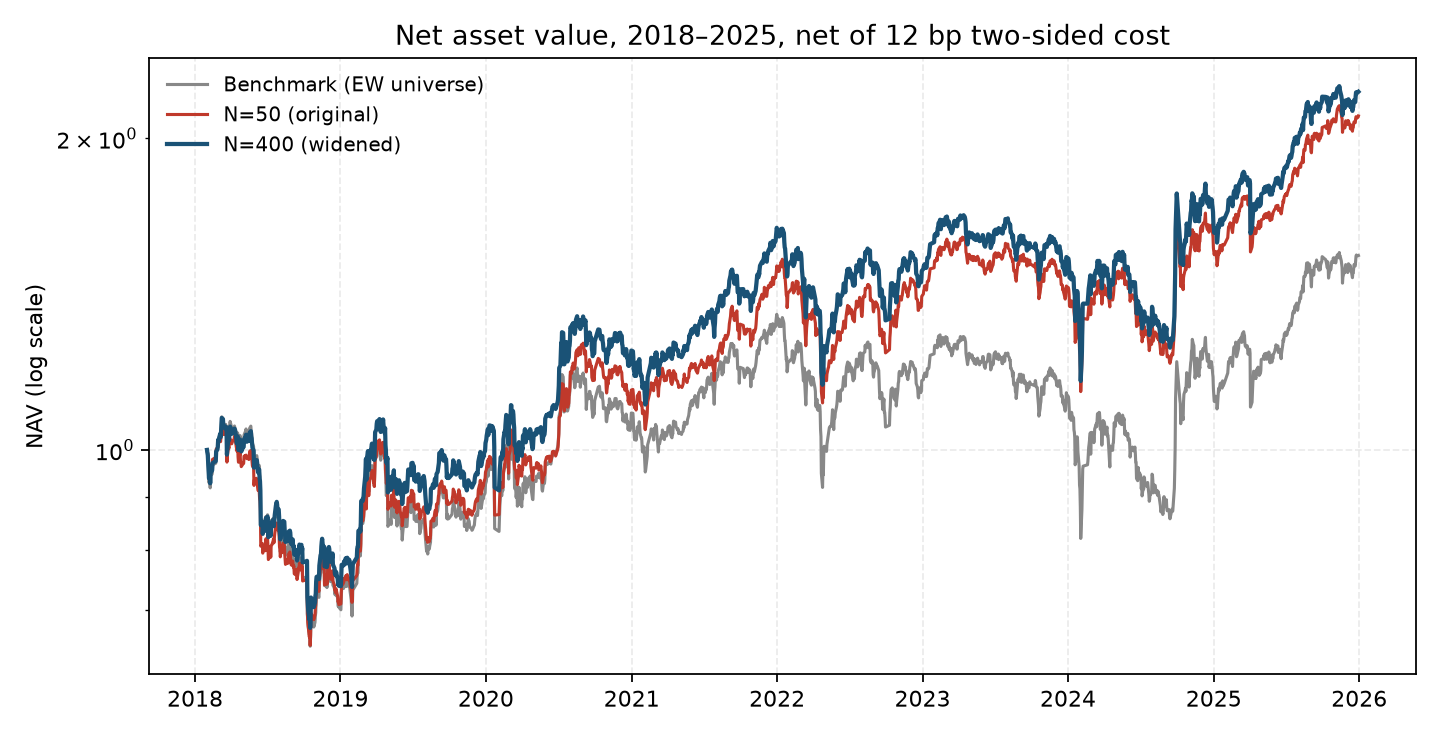 Net asset value, 2018–2025, net of 12 bp two-sided cost
Benchmark (EW universe)
N=50 (original)
N=400 (widened)
NAV (log scale)
2 × 10⁰
10⁰
2018 2019 2020 2021 2022 2023 2024 2025 2026